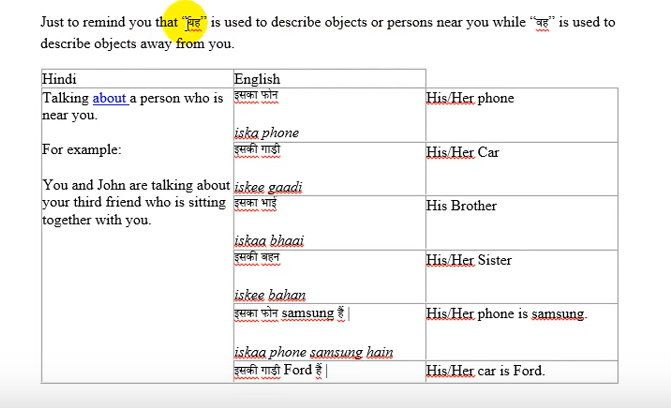 Just to remind you that “यह” is used to describe objects or persons near you while “वह” is used to
describe objects away from you.
Hindi English
Talking about a person who is near you. इसका फोन His/Her phone
iska phone
For example: इसकी गाड़ी His/Her Car
You and John are talking about iskee gaadi
your third friend who is sitting इसका भाई His Brother
together with you.
iskaa bhaai
इसकी बहन His/Her Sister
iskee bahan
इसका फोन samsung हैं | His/Her phone is samsung.
iskaa phone samsung hain
इसकी गाड़ी Ford हैं | His/Her car is Ford.